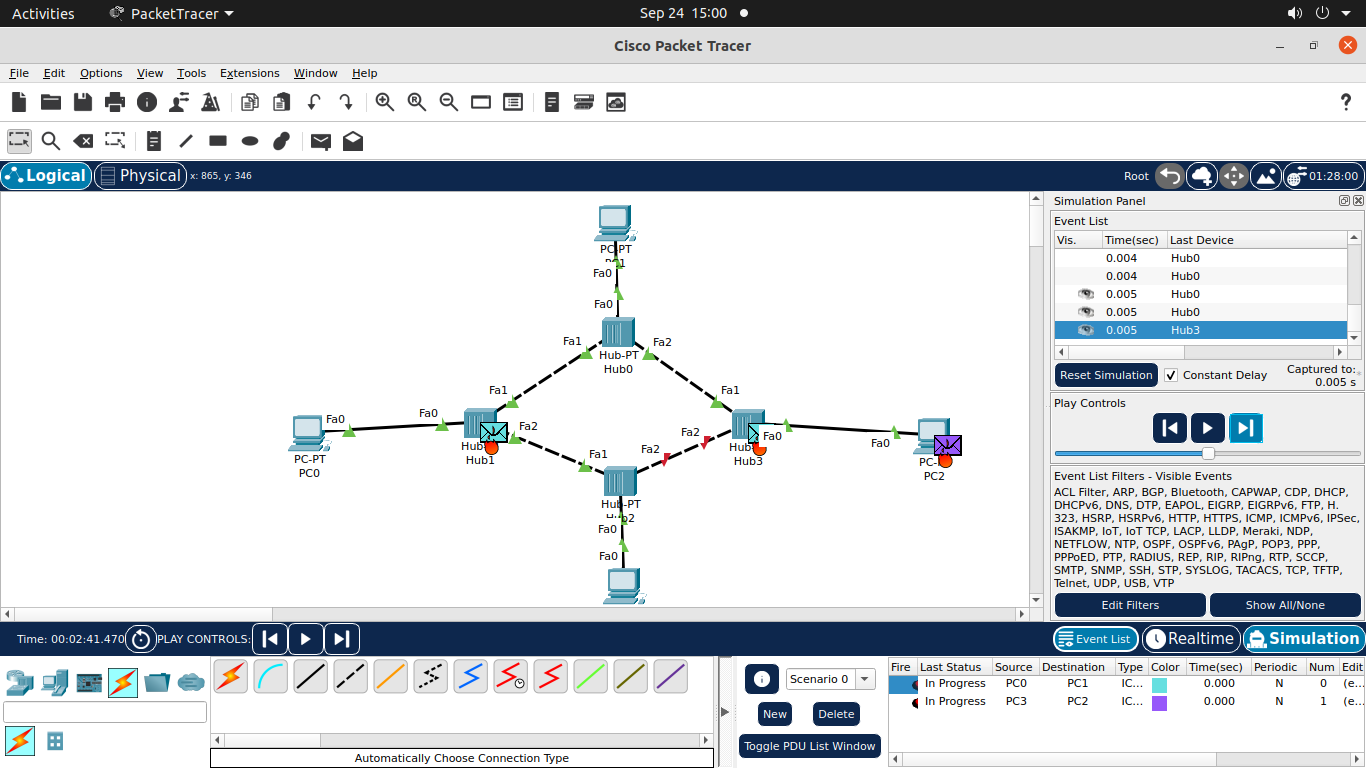 Activities
PacketTracer
Sep 24 15:00
Cisco Packet Tracer
File Edit Options View Tools Extensions Window Help
Logical
Physical
x: 865, y: 346
Root
01:28:00
Simulation Panel
Event List
Vis. Time(sec) Last Device
0.004 Hub0
0.004 Hub0
0.005 Hub0
0.005 Hub0
0.005 Hub3
Reset Simulation
Constant Delay
Captured to:
0.005 s
Play Controls
Event List Filters - Visible Events
ACL Filter, ARP, BGP, Bluetooth, CAPWAP, CDP, DHCP,
DHCPv6, DNS, DTP, EAPOL, EIGRP, EIGRPv6, FTP, H.
323, HSRP, HSRPv6, HTTP, HTTPS, ICMP, ICMPv6, IPSec,
ISAKMP, IoT, IoT TCP, LACP, LLDP, Meraki, NDP,
NETFLOW, NTP, OSPF, OSPFv6, PAgP, POP3, PPP,
PPPoED, PTP, RADIUS, REP, RIP, RIPng, RTP, SCCP,
SMTP, SNMP, SSH, STP, SYSLOG, TACACS, TCP, TFTP,
Telnet, UDP, USB, VTP
Edit Filters
Show All/None
PC-PT
Fa0
Fa0
Fa1
Fa2
Hub-PT
Hub0
Fa1
Fa1
Fa0
Fa0
PC-PT
PC0
Fa2
Hub1
Fa1
Fa2
Fa2
Fa0
Hub3
Fa0
PC2
Hub-PT
Fa0
Fa0
Time: 00:02:41.470
PLAY CONTROLS:
Event List
Realtime
Simulation
Automatically Choose Connection Type
Scenario 0
New
Delete
Toggle PDU List Window
Fire Last Status Source Destination Type Color Time(sec) Periodic Num Edit
In Progress PC0 PC1 IC... 0.000 N 0 (e...
In Progress PC3 PC2 IC... 0.000 N 1 (e...